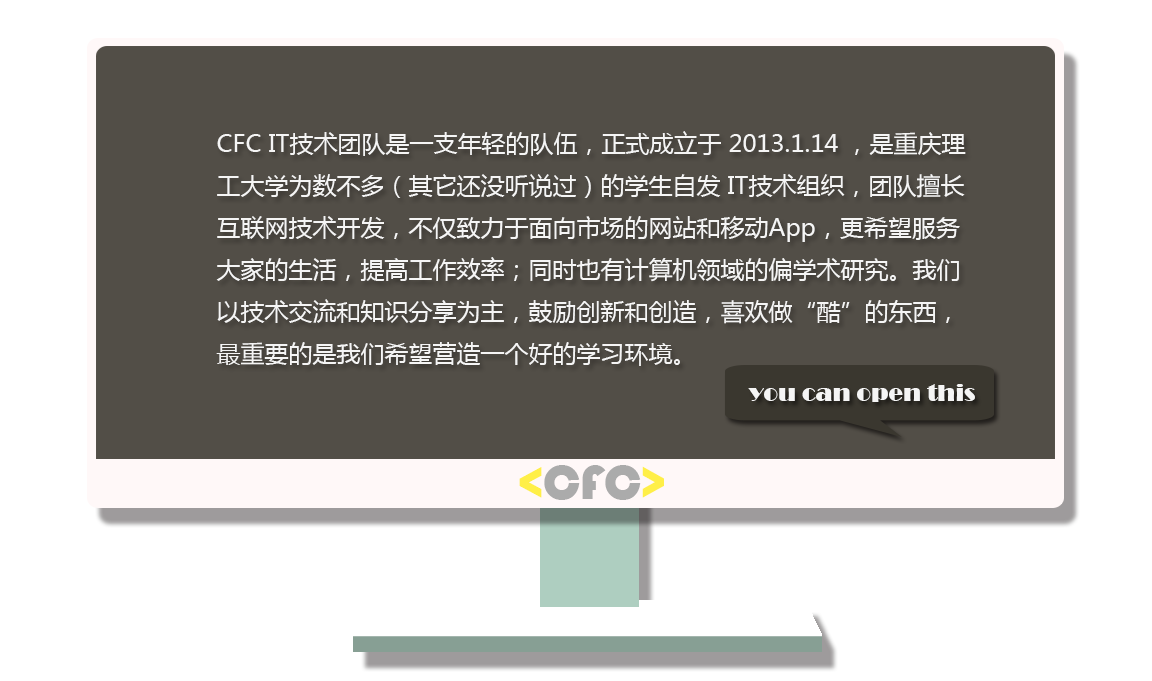 CFC IT技术团队是一支年轻的队伍，正式成立于 2013.1.14 ，是重庆理
工大学为数不多（其它还没听说过）的学生自发 IT技术组织，团队擅长
互联网技术开发，不仅致力于面向市场的网站和移动App，更希望服务
大家的生活，提高工作效率；同时也有计算机领域的偏学术研究。我们
以技术交流和知识分享为主，鼓励创新和创造，喜欢做“酷”的东西，
最重要的是我们希望营造一个好的学习环境。
you can open this
<CFC>